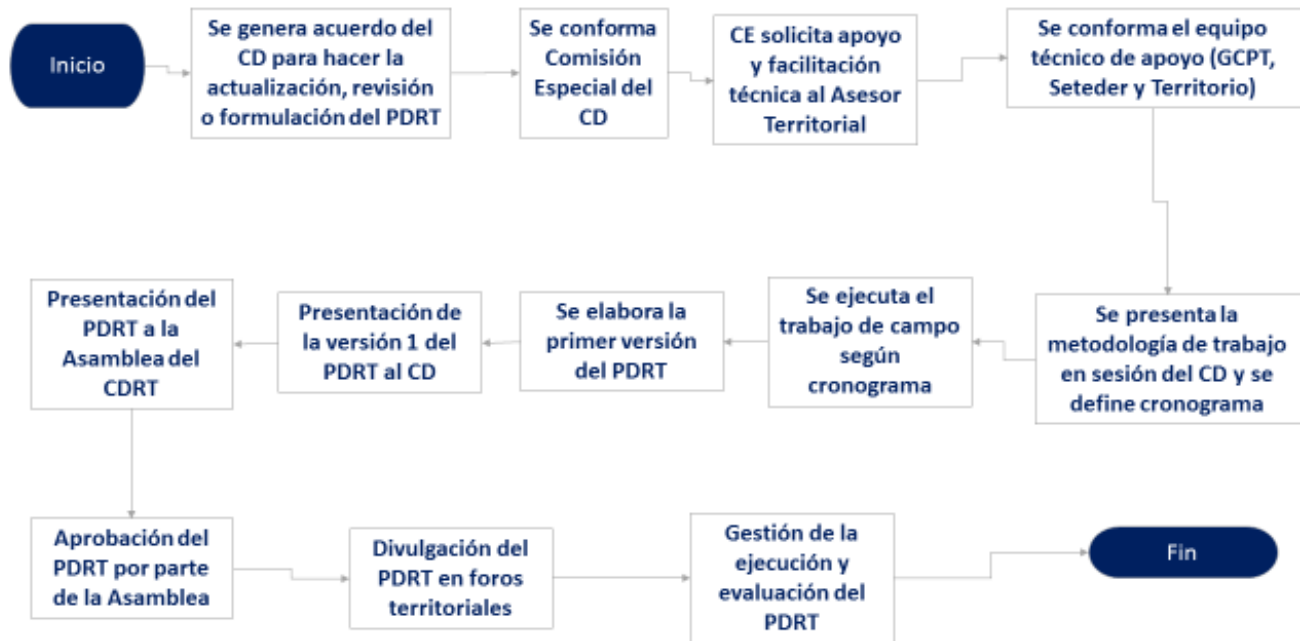 Inicio
Se genera acuerdo del
CD para hacer la
actualización, revisión
o formulación del PDRT
Se conforma
Comisión
Especial del
CD
CE solicita apoyo
y facilitación
técnica al Asesor
Territorial
Se conforma el equipo
técnico de apoyo (GCPT,
Seteder y Territorio)
Se presenta la
metodología de trabajo
en sesión del CD y se
define cronograma
Se ejecuta el
trabajo de campo
según
cronograma
Se elabora la
primer versión
del PDRT
Presentación de
la versión 1 del
PDRT al CD
Presentación del
PDRT a la
Asamblea del
CDRT
Aprobación del
PDRT por parte
de la Asamblea
Divulgación del
PDRT en foros
territoriales
Gestión de la
ejecución y
evaluación del
PDRT
Fin